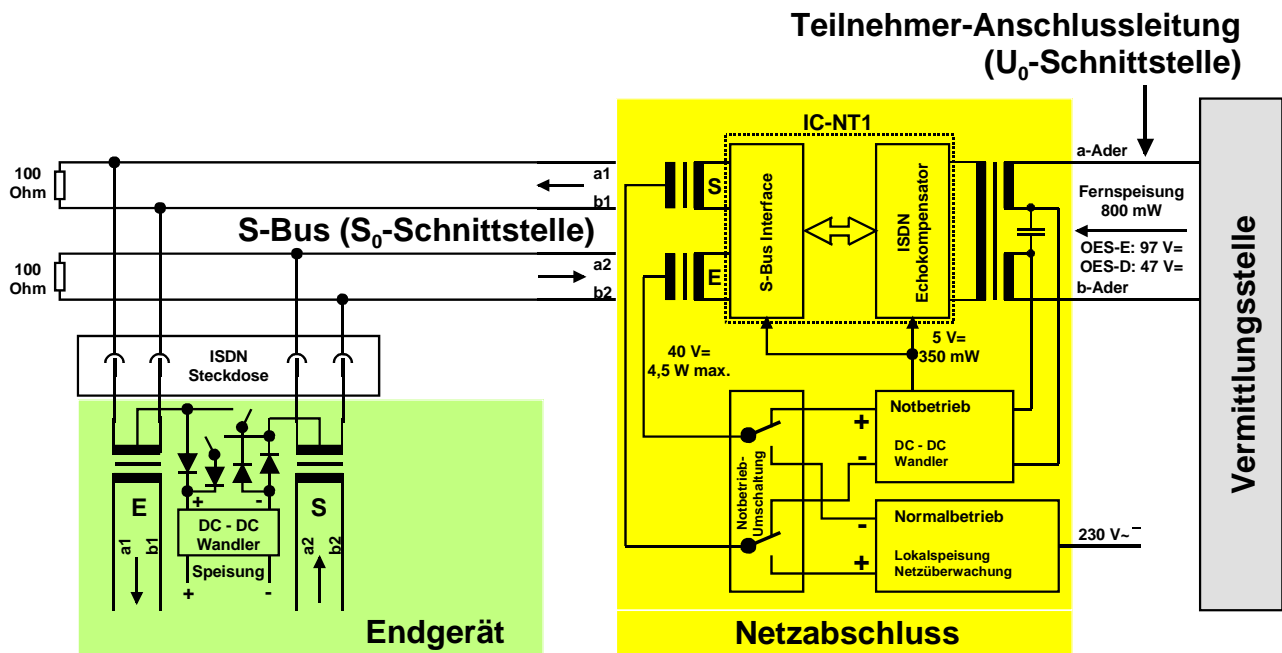 Teilnehmer-Anschlussleitung
(U0-Schnittstelle)
IC-NT1
100
Ohm
a1
b1
S
S-Bus Interface
ISDN
Echokompensator
a-Ader
Fernspeisung
800 mW
OES-E: 97 V=
OES-D: 47 V=
b-Ader
Vermittlungsstelle
S-Bus (S0-Schnittstelle)
100
Ohm
a2
b2
E
ISDN
Steckdose
40 V=
4,5 W max.
5 V=
350 mW
Notbetrieb
DC - DC
Wandler
+
-
Notbetrieb-
Umschaltung
-
+
Normalbetrieb
Lokalspeisung
Netzüberwachung
230 V~
E
a1
b1
+
-
DC - DC
Wandler
Speisung
+
-
S
a2
b2
Endgerät
Netzabschluss